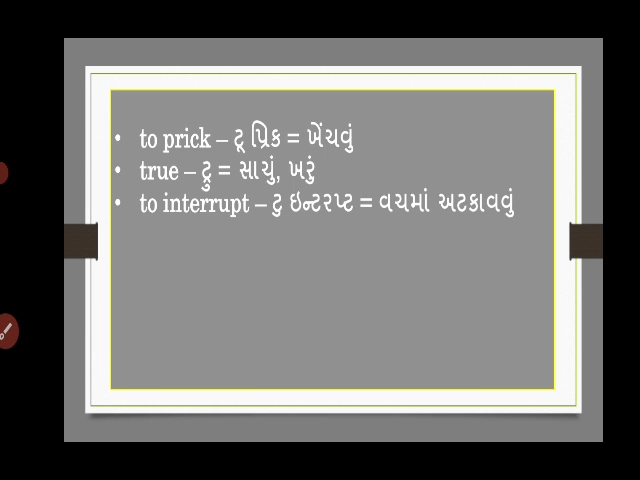 • to prick – ટૂ પ્રિક = ખેંચવું
• true – ટ્રુ = સાચું, ખરું
• to interrupt – ટુ ઇન્ટરપ્ટ = વચમાં અટકાવવું